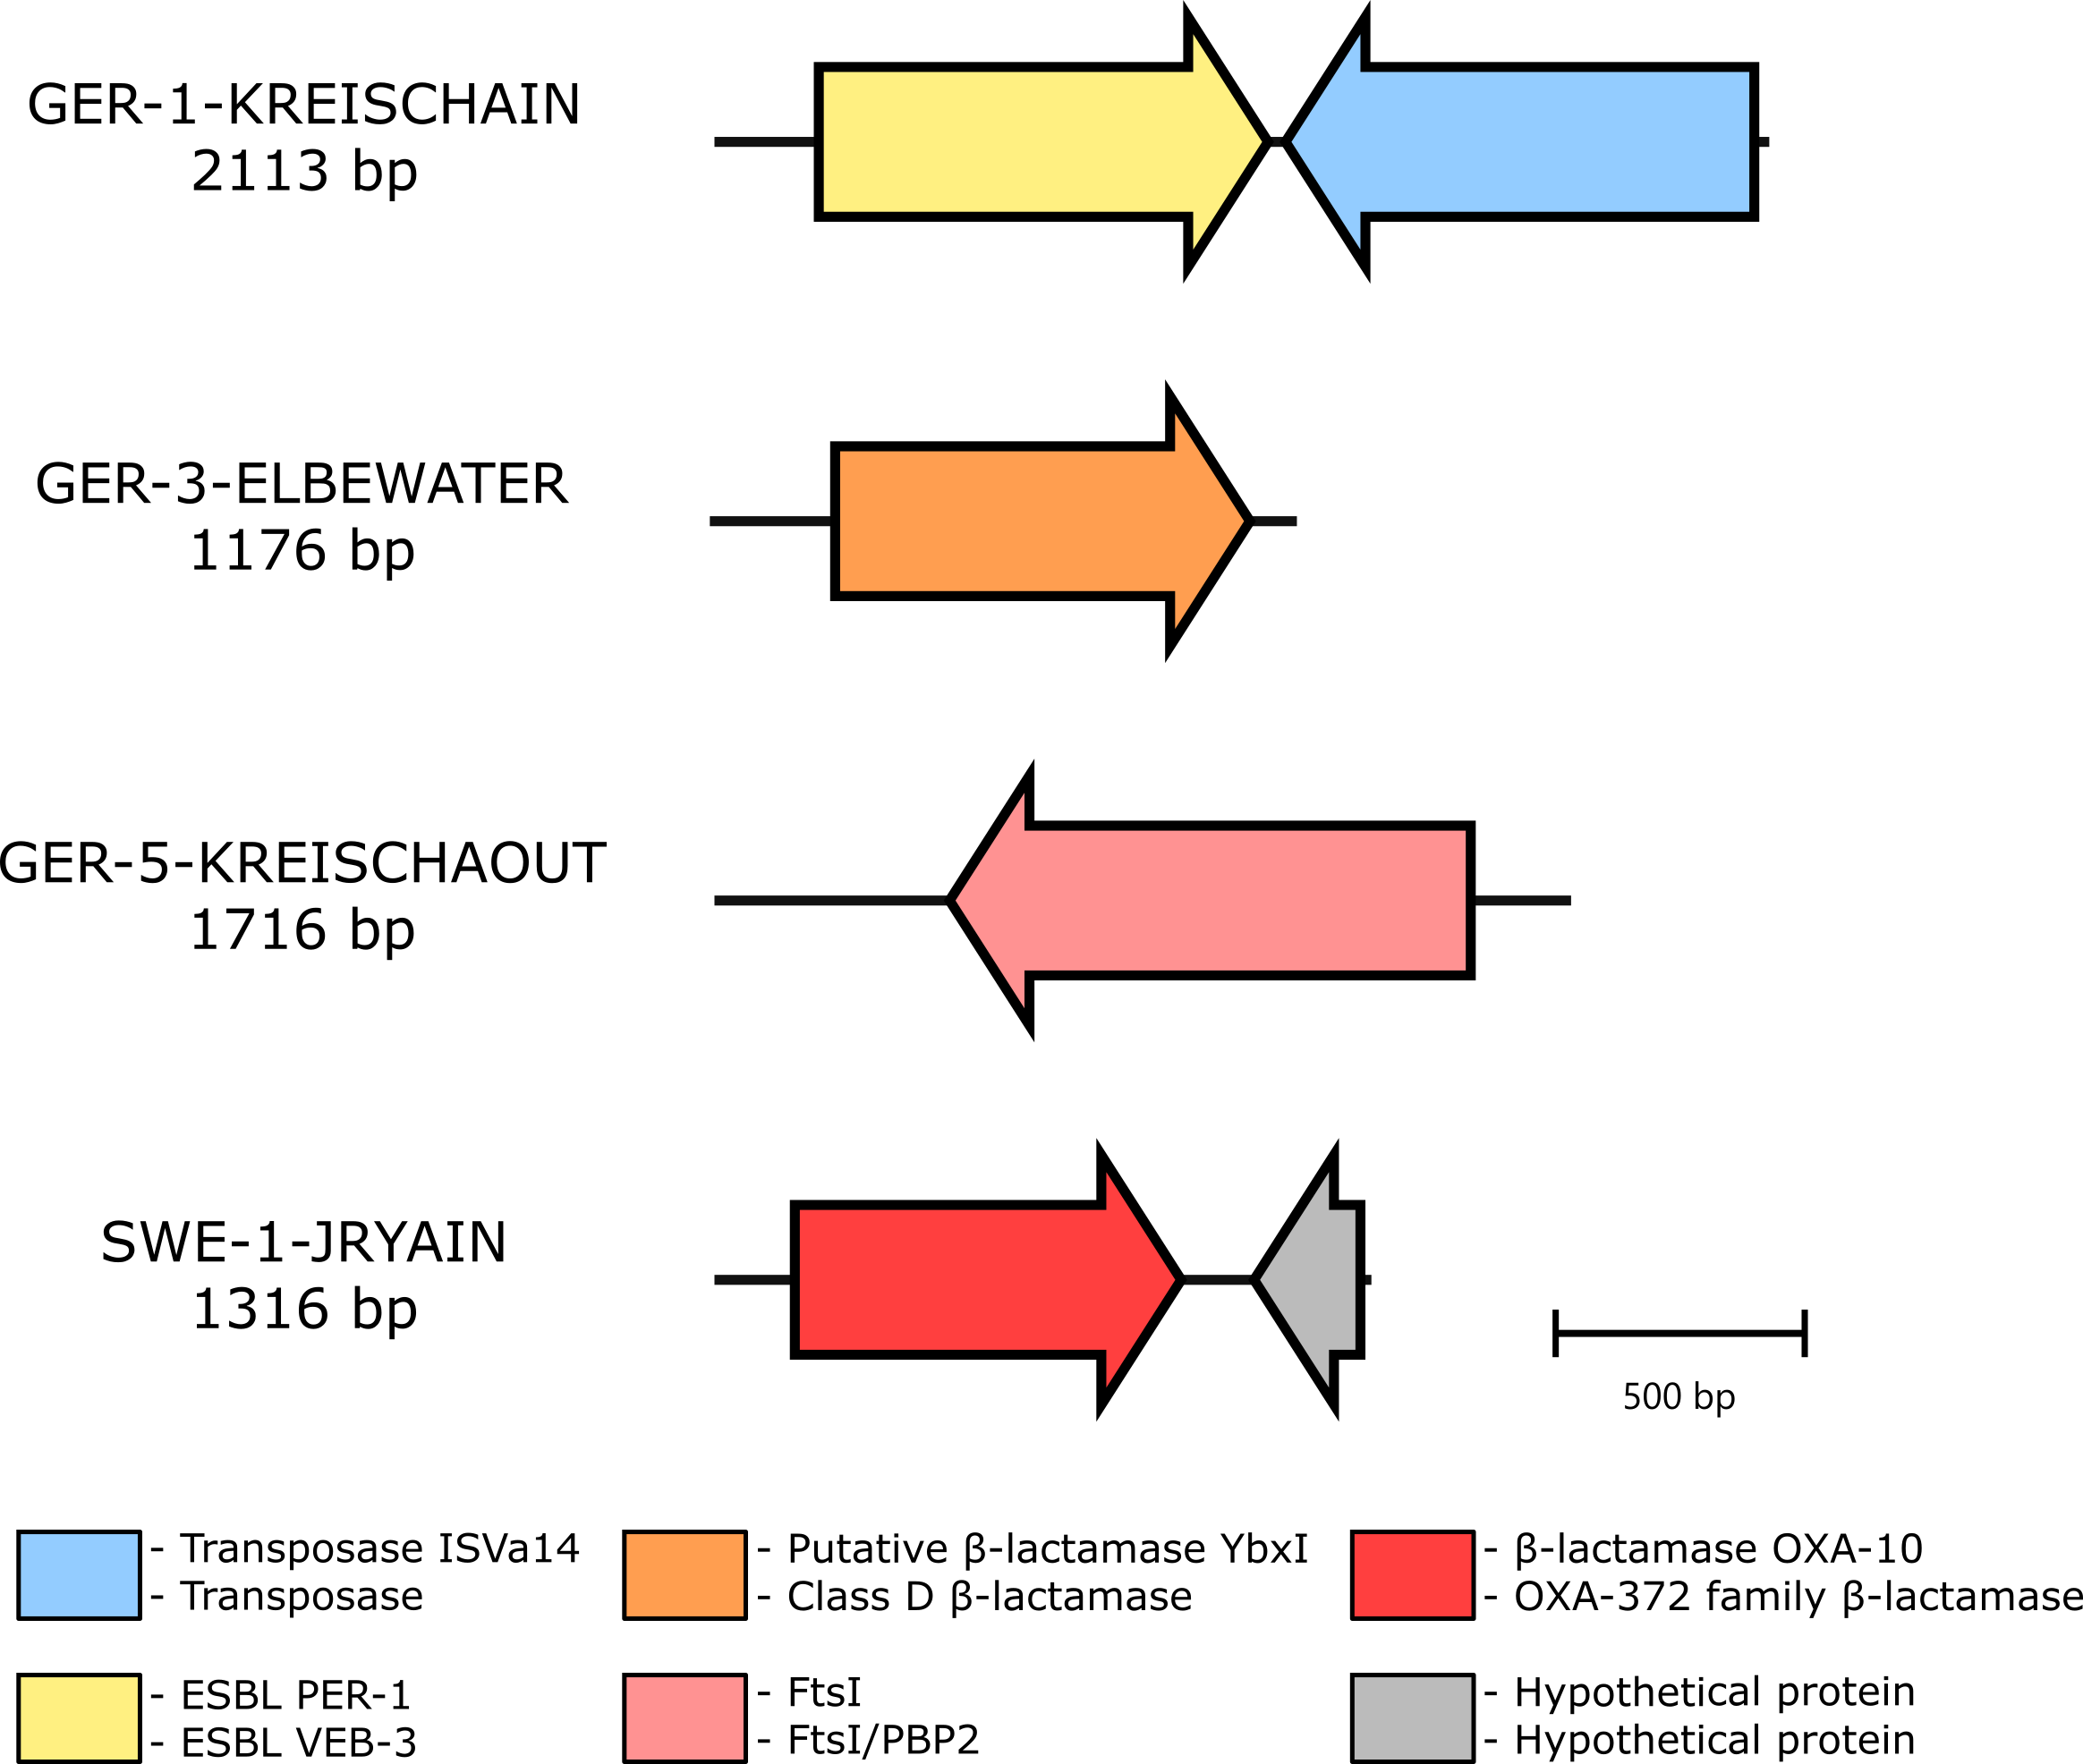 GER-1-KREISCHAIN
2113 bp
GER-3-ELBEWATER
1176 bp
GER-5-KREISCHAOUT
1716 bp
SWE-1-JRYAIN
1316 bp
500 bp
- Transposase ISVa14
- Transposase
- Putative β-lactamase YbxI
- Class D β-lactamase
- β-lactamase OXA-10
- OXA-372 family β-lactamase
- ESBL PER-1
- ESBL VEB-3
- FtsI
- FtsI/PBP2
- Hypothetical protein
- Hypothetical protein